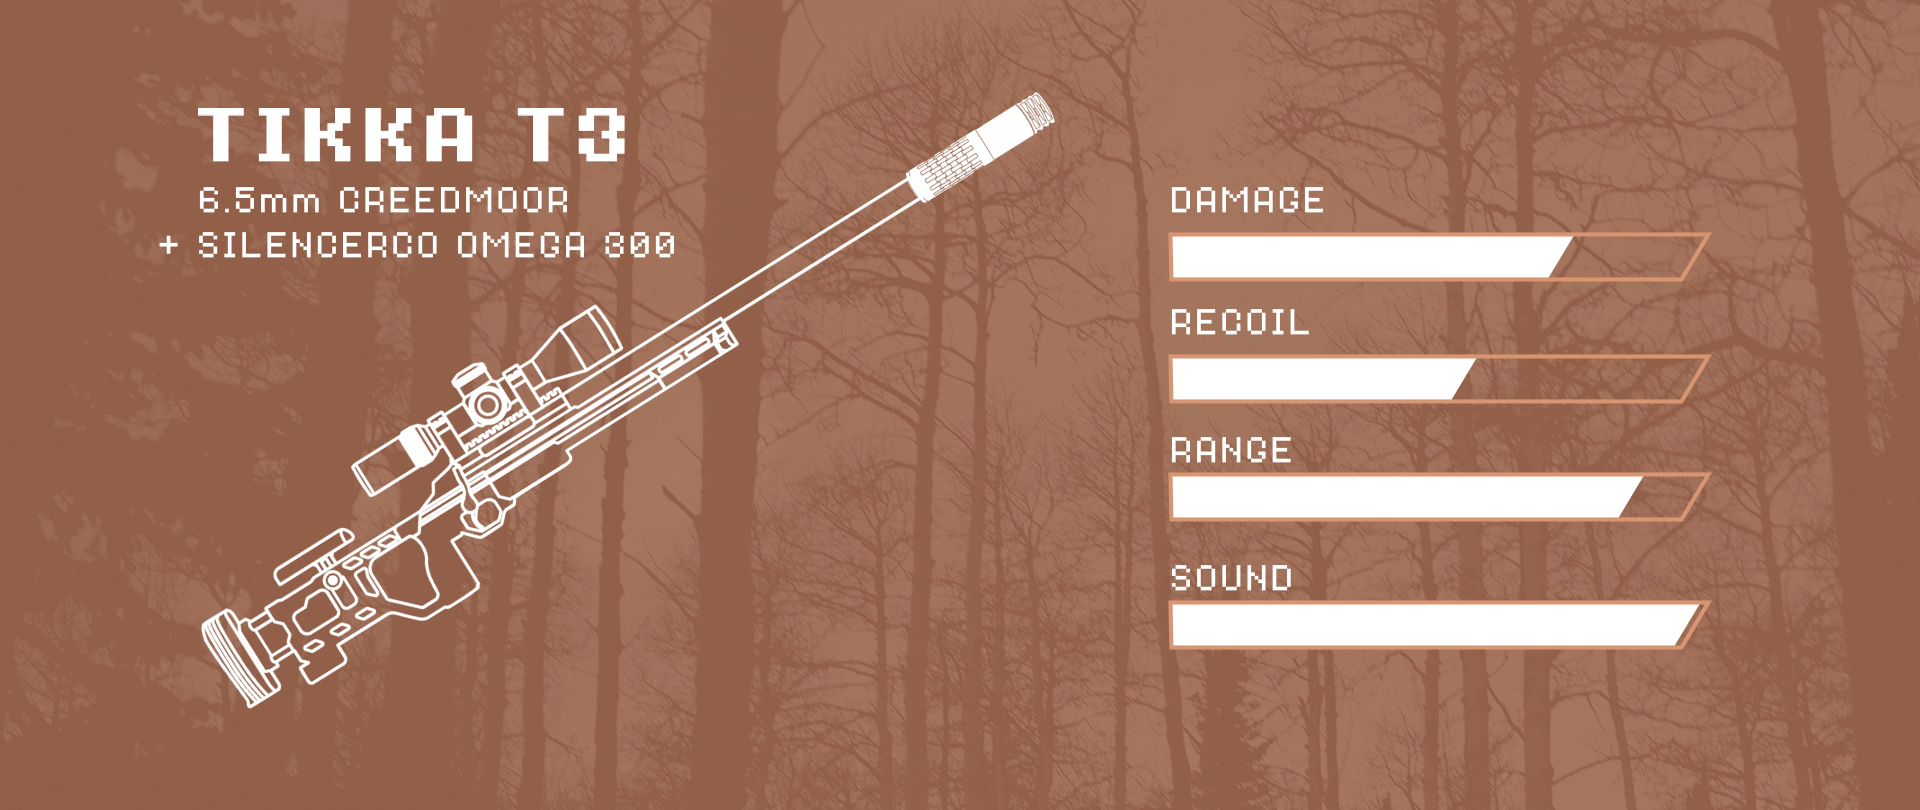 TIKKA T3
6.5mm CREEDMOOR
+ SILENCERCO OMEGA 300
DAMAGE
RECOIL
RANGE
SOUND